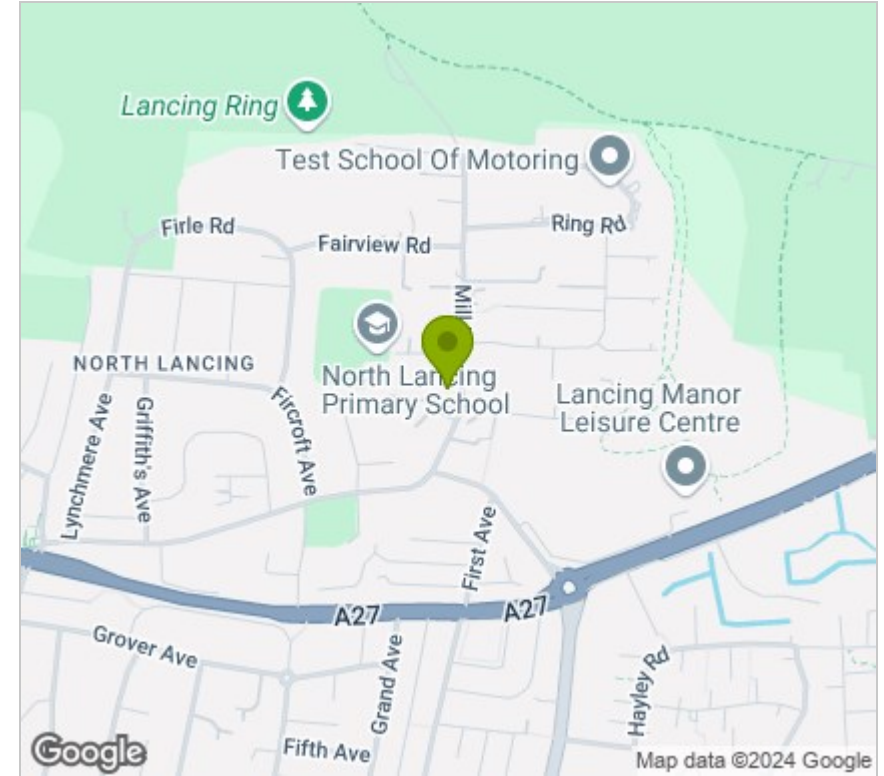 Lancing Ring
Test School Of Motoring
Firle Rd
Ring Rd
Fairview Rd
Mill
NORTH LANCING
North Lancing
Primary School
Lancing Manor
Leisure Centre
Lynchmere Ave
Griffith's Ave
Fircroft Ave
First Ave
A27
A27
Grover Ave
Grand Ave
Hayley Rd
Fifth Ave
Google
Map data ©2024 Google